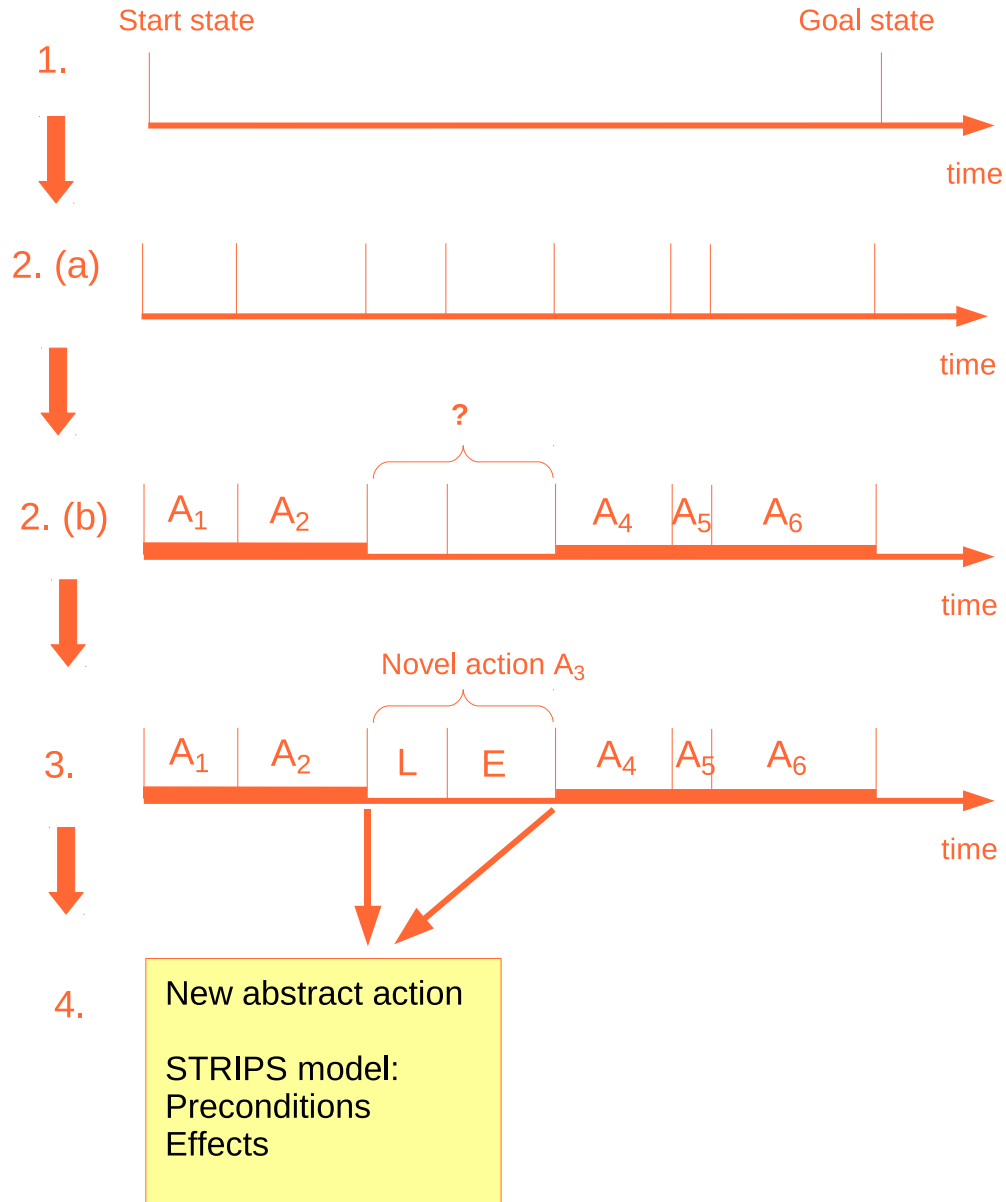 Start state Goal state
1.
time
2. (a)
time
?
2. (b) A1 A2 A4 A5 A6
time
Novel action A3
3. A1 A2 L E A4 A5 A6
time
4.
New abstract action
STRIPS model:
Preconditions
Effects